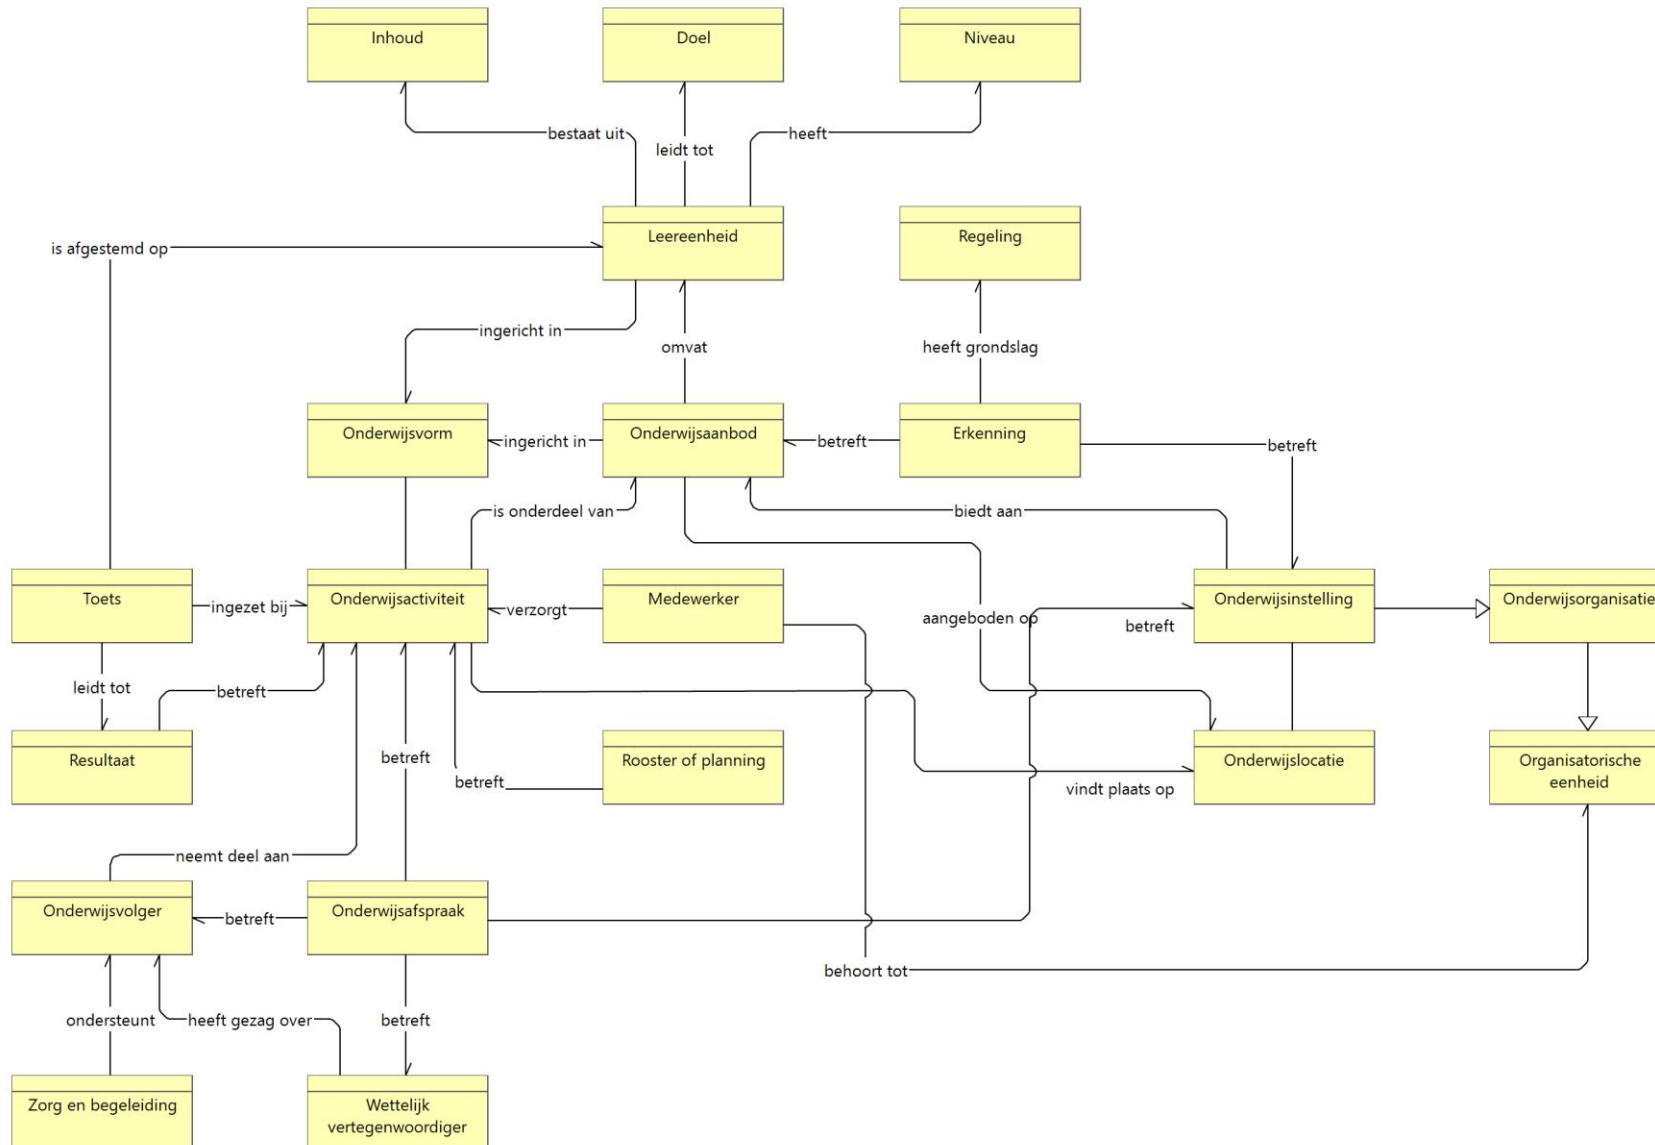 Inhoud
Doel
Niveau
bestaat uit
leidt tot
heeft
is afgestemd op
Leereenheid
Regeling
ingericht in
omvat
heeft grondslag
Onderwijsvorm
ingericht in
Onderwijsaanbod
betreft
Erkenning
betreft
is onderdeel van
biedt aan
Toets
ingezet bij
Onderwijsactiviteit
verzorgt
Medewerker
aangeboden op
betreft
Onderwijsinstelling
Onderwijsorganisatie
leidt tot
betreft
Resultaat
betreft
betreft
Rooster of planning
vindt plaats op
Onderwijslocatie
Organisatorische
eenheid
neemt deel aan
Onderwijsvolger
betreft
Onderwijsafspraak
behoort tot
ondersteunt
heeft gezag over
betreft
Zorg en begeleiding
Wettelijk
vertegenwoordiger